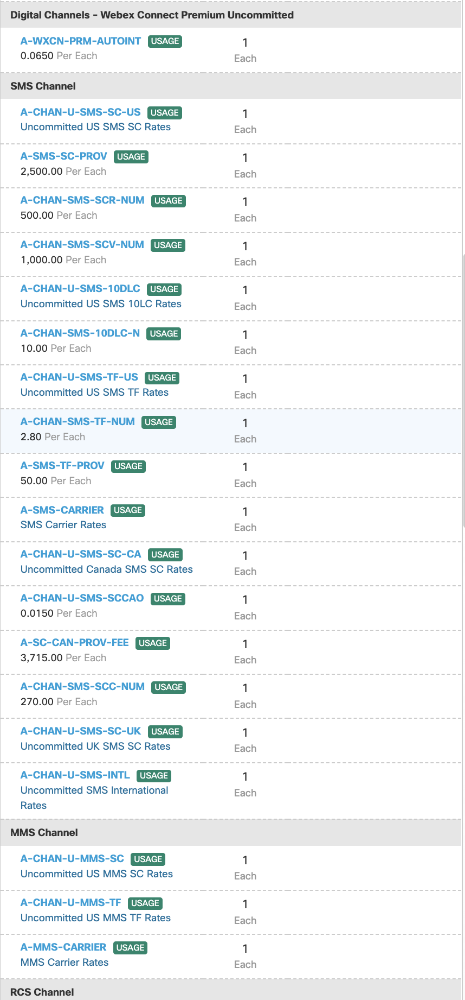 Digital Channels - Webex Connect Premium Uncommitted
A-WXCN-PRM-AUTOINT USAGE 1
0.0650 Per Each Each
SMS Channel
A-CHAN-U-SMS-SC-US USAGE 1
Uncommitted US SMS SC Rates Each
A-SMS-SC-PROV USAGE 1
2,500.00 Per Each Each
A-CHAN-SMS-SCR-NUM USAGE 1
500.00 Per Each Each
A-CHAN-SMS-SCV-NUM USAGE 1
1,000.00 Per Each Each
A-CHAN-U-SMS-10DLC USAGE 1
Uncommitted US SMS 10LC Rates Each
A-CHAN-SMS-10DLC-N USAGE 1
10.00 Per Each Each
A-CHAN-U-SMS-TF-US USAGE 1
Uncommitted US SMS TF Rates Each
A-CHAN-SMS-TF-NUM USAGE 1
2.80 Per Each Each
A-SMS-TF-PROV USAGE 1
50.00 Per Each Each
A-SMS-CARRIER USAGE 1
SMS Carrier Rates Each
A-CHAN-U-SMS-SC-CA USAGE 1
Uncommitted Canada SMS SC Rates Each
A-CHAN-U-SMS-SCCAO USAGE 1
0.0150 Per Each Each
A-SC-CAN-PROV-FEE USAGE 1
3,715.00 Per Each Each
A-CHAN-SMS-SCC-NUM USAGE 1
270.00 Per Each Each
A-CHAN-U-SMS-SC-UK USAGE 1
Uncommitted UK SMS SC Rates Each
A-CHAN-U-SMS-INTL USAGE 1
Uncommitted SMS International Each
Rates
MMS Channel
A-CHAN-U-MMS-SC USAGE 1
Uncommitted US MMS SC Rates Each
A-CHAN-U-MMS-TF USAGE 1
Uncommitted US MMS TF Rates Each
A-MMS-CARRIER USAGE 1
MMS Carrier Rates Each
RCS Channel